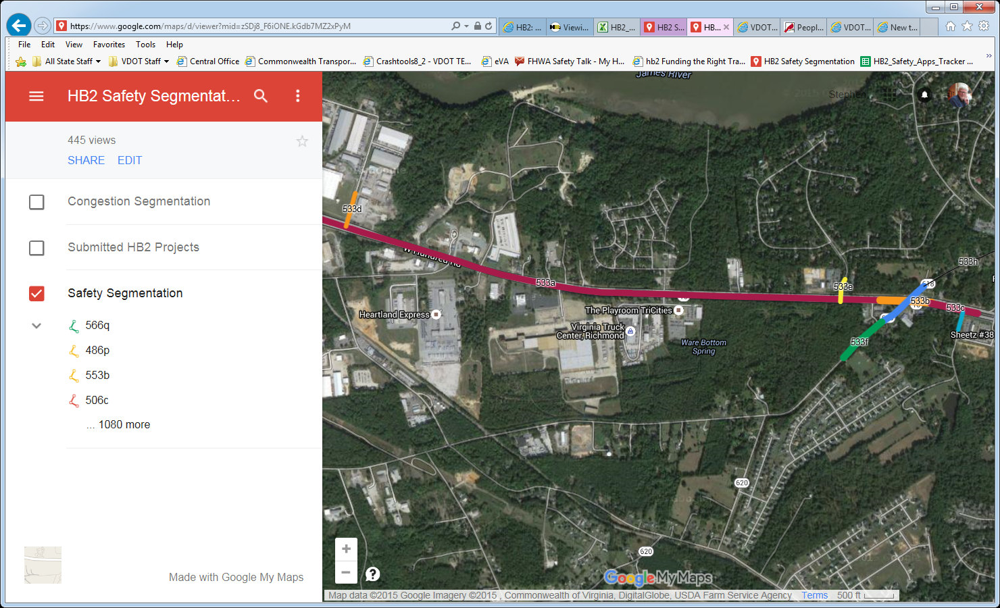 https://www.google.com/maps/d/viewer?mid=zSDj8_F6iONE.kGdb7MZ2xPyM
HB2: ...
Viewi...
HB2_...
HB2 S...
HB...
VDOT...
Peopl...
VDOT...
New t...
File Edit View Favorites Tools Help
All State Staff
VDOT Staff
Central Office
Commonwealth Transpor...
Crashtools8_2 - VDOT TE...
eVA
FHWA Safety Talk - My H...
hb2 Funding the Right Tra...
HB2 Safety Segmentation
HB2_Safety_Apps_Tracker ...
HB2 Safety Segmentat...
445 views
SHARE EDIT
Congestion Segmentation
Submitted HB2 Projects
Safety Segmentation
566q
486p
553b
506c
... 1080 more
Made with Google My Maps
James River
Stephen
533d
W Hundred Rd
533a
533h
618
533e
533b
533c
Heartland Express
The Playroom TriCities
Virginia Truck
Center, Richmond
Ware Bottom
Spring
533f
Sheetz #38
620
620
Google My Maps
Map data ©2015 Google Imagery ©2015 , Commonwealth of Virginia, DigitalGlobe, USDA Farm Service Agency Terms 500 ft